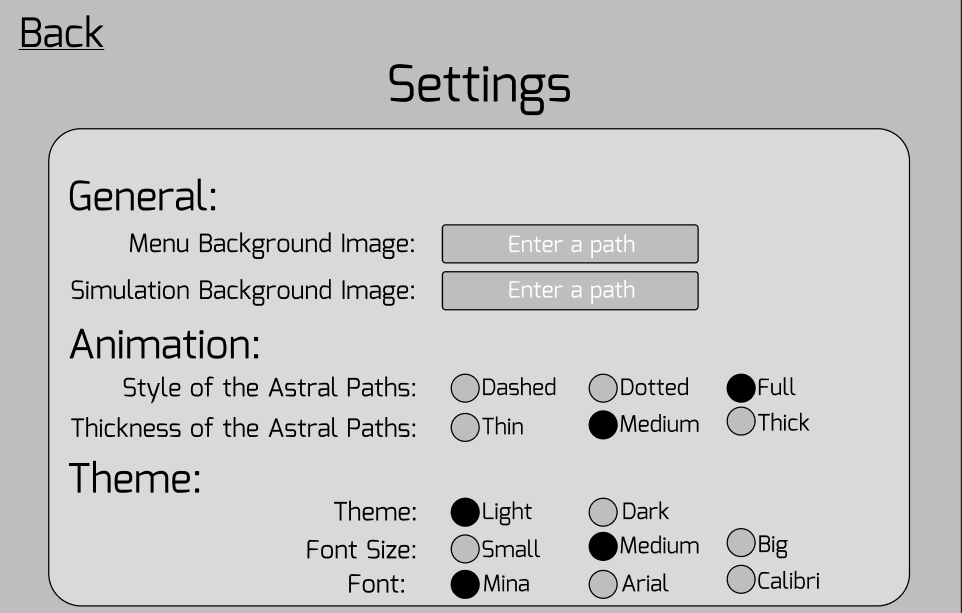 Back
Settings
General:
Menu Background Image: Enter a path
Simulation Background Image: Enter a path
Animation:
Style of the Astral Paths: Dashed Dotted Full
Thickness of the Astral Paths: Thin Medium Thick
Theme:
Theme: Light Dark
Font Size: Small Medium Big
Font: Mina Arial Calibri